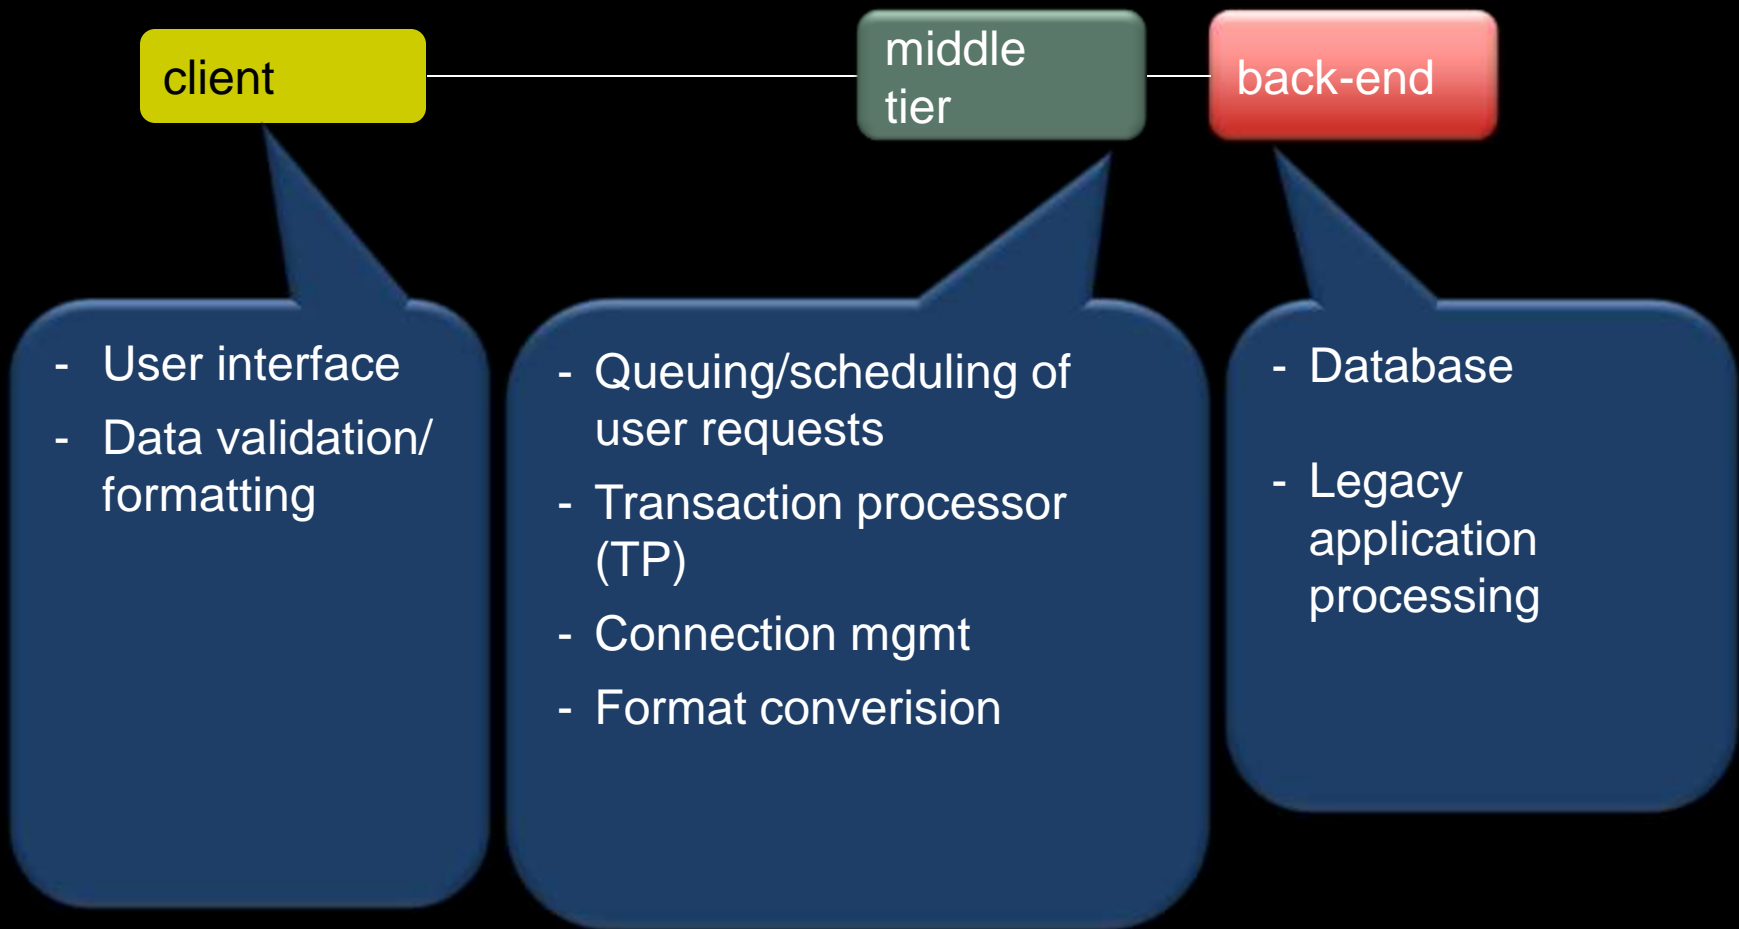 client
middle
tier
back-end
- User interface
- Data validation/
formatting
- Queuing/scheduling of
user requests
- Transaction processor
(TP)
- Connection mgmt
- Format converision
- Database
- Legacy
application
processing